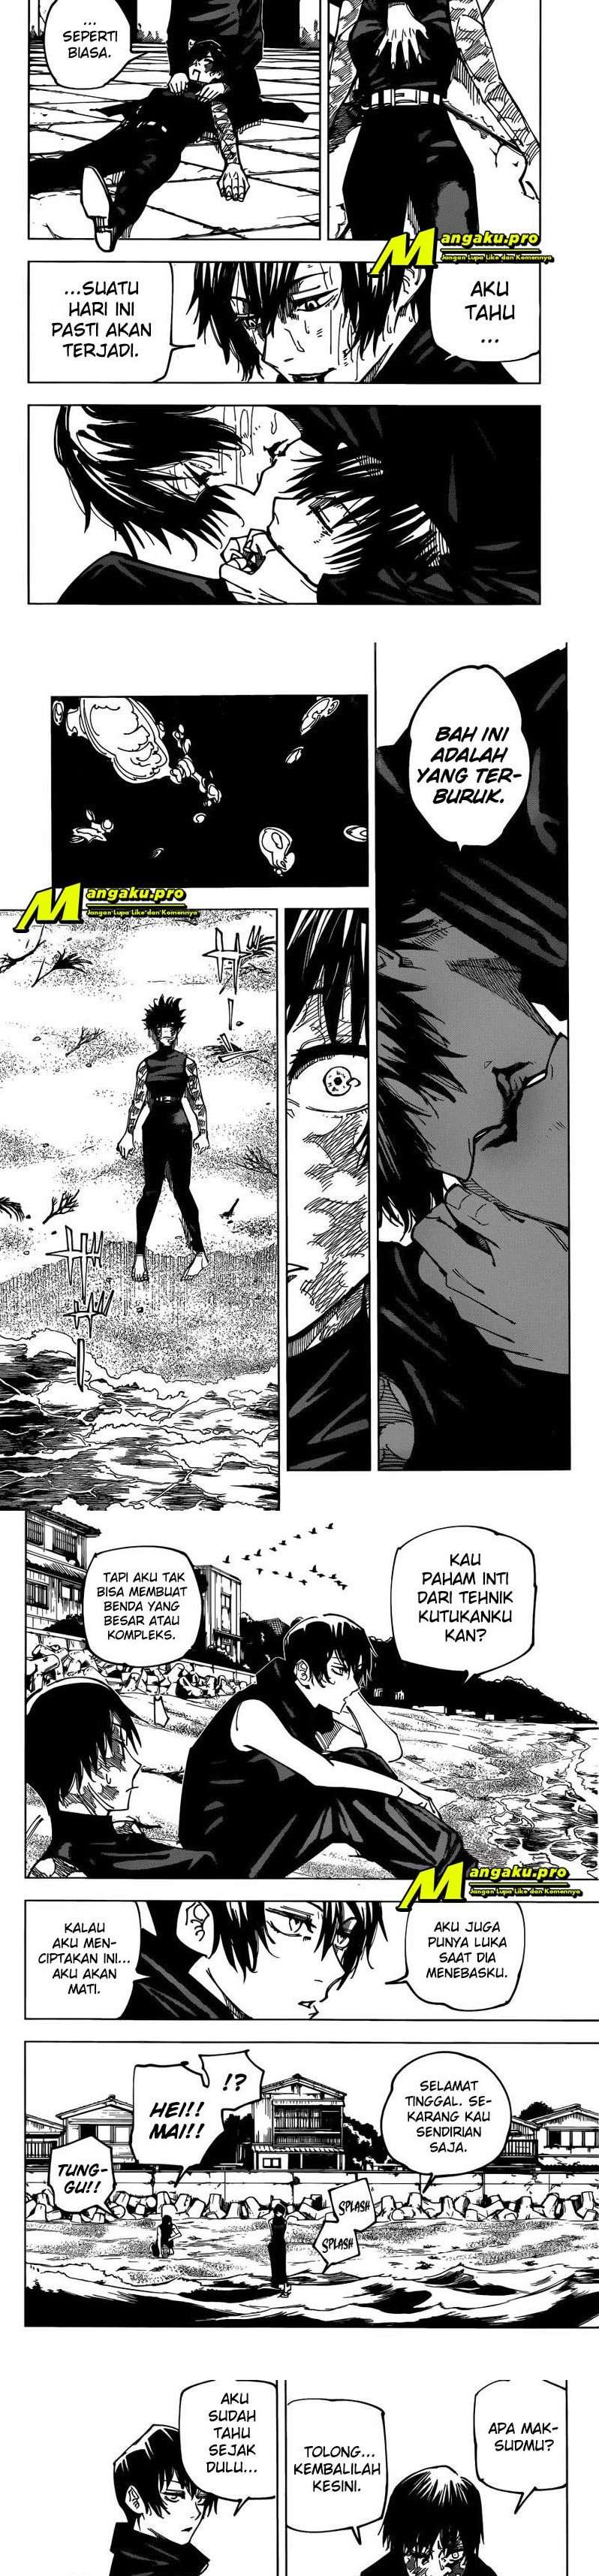 ...
SEPERTI
BIASA.
Mangaku.pro
Jangan Lupa Like dan Komennya
AKU
TAHU
...
...SUATU
HARI INI
PASTI AKAN
TERJADI.
BAH INI
ADALAH
YANG TER-
BURUK.
Mangaku.pro
Jangan Lupa Like dan Komennya
KAU
PAHAM INTI
DARI TEHNIK
KUTUKANKU
KAN?
TAPI AKU TAK
BISA MEMBUAT
BENDA YANG
BESAR ATAU
KOMPLEKS.
Mangaku.pro
Jangan Lupa Like dan Komennya
AKU JUGA
PUNYA LUKA
SAAT DIA
MENEBASKU.
KALAU
AKU MEN-
CIPTAKAN INI...
AKU AKAN
MATI.
SELAMAT
TINGGAL. SE-
KARANG KAU
SENDIRIAN
SAJA.
SPLASH
SPLASH
!?
HEI!!
MAI!!
TUNG-
GU!!
APA MAK-
SUDMU?
TOLONG...
KEMBALILAH
KESINI.
AKU
SUDAH
TAHU
SEJAK
DULU...